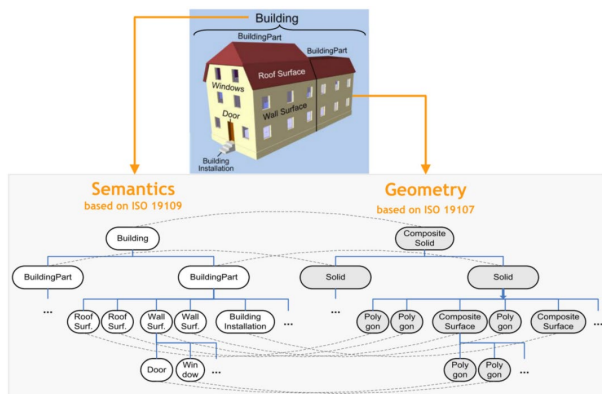 Building
BuildingPart
BuildingPart
Roof Surface
Windows
Wall Surface
Door
Building
Installation
Semantics
based on ISO 19109
Geometry
based on ISO 19107
Building
Composite
Solid
BuildingPart
BuildingPart
Solid
Solid
...
...
Roof
Surf.
Roof
Surf.
Wall
Surf.
Wall
Surf.
Building
Installation
...
Poly
gon
Poly
gon
Composite
Surface
Poly
gon
Composite
Surface
...
Door
Win
dow
...
Poly
gon
Poly
gon
...